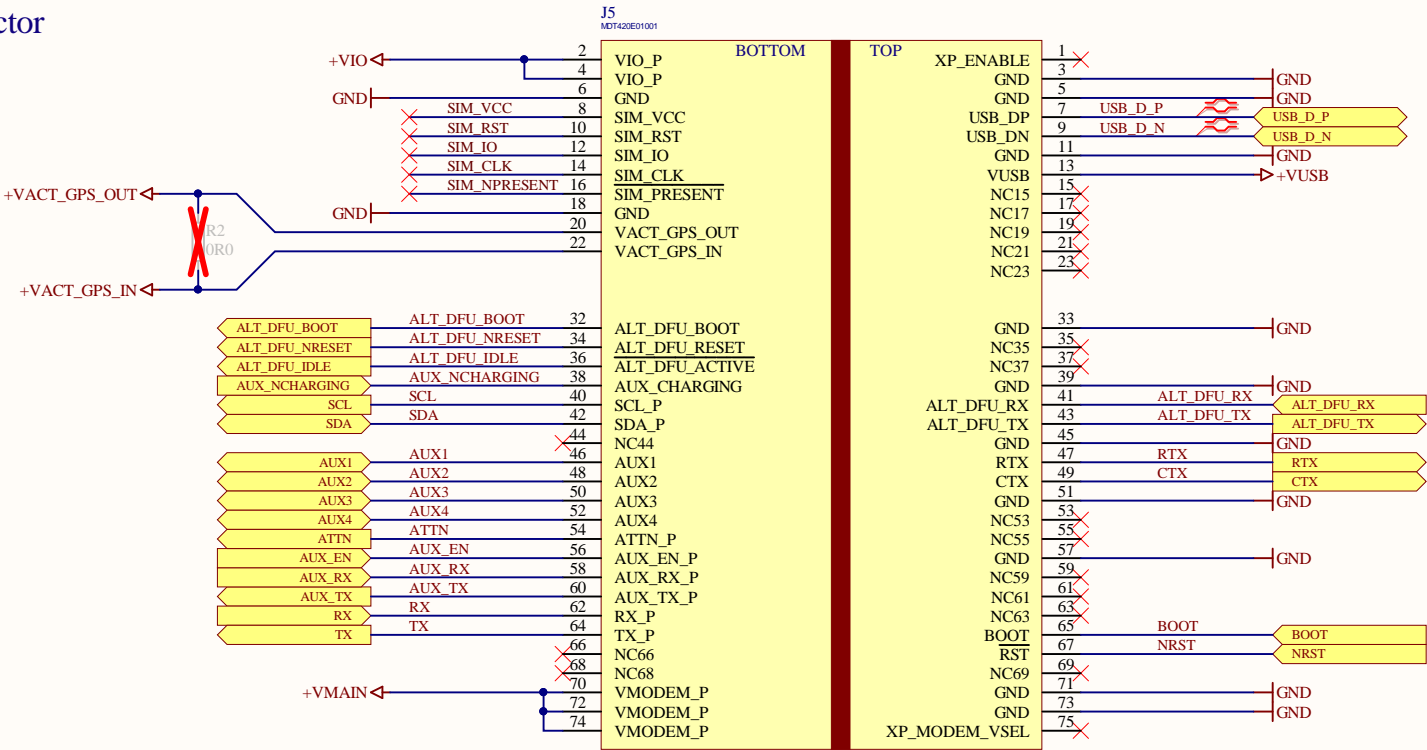 ctor
J5
MDT420E01001
BOTTOM TOP
+VIO 2 VIO_P XP_ENABLE 1
4 VIO_P GND 3 GND
GND 6 GND GND 5 GND
SIM_VCC 8 SIM_VCC USB_DP 7 USB_D_P USB_D_P
SIM_RST 10 SIM_RST USB_DN 9 USB_D_N USB_D_N
SIM_IO 12 SIM_IO GND 11 GND
SIM_CLK 14 SIM_CLK VUSB 13 +VUSB
SIM_NPRESENT 16 SIM_PRESENT NC15 15
+VACT_GPS_OUT
GND 18 GND NC17 17
R2 20 VACT_GPS_OUT NC19 19
0R0 22 VACT_GPS_IN NC21 21
NC23 23
+VACT_GPS_IN
ALT_DFU_BOOT ALT_DFU_BOOT 32 ALT_DFU_BOOT GND 33 GND
ALT_DFU_NRESET ALT_DFU_NRESET 34 ALT_DFU_RESET NC35 35
ALT_DFU_IDLE ALT_DFU_IDLE 36 ALT_DFU_ACTIVE NC37 37
AUX_NCHARGING AUX_NCHARGING 38 AUX_CHARGING GND 39 GND
SCL SCL 40 SCL_P ALT_DFU_RX 41 ALT_DFU_RX ALT_DFU_RX
SDA SDA 42 SDA_P ALT_DFU_TX 43 ALT_DFU_TX ALT_DFU_TX
44 NC44 GND 45 GND
AUX1 AUX1 46 AUX1 RTX 47 RTX RTX
AUX2 AUX2 48 AUX2 CTX 49 CTX CTX
AUX3 AUX3 50 AUX3 GND 51 GND
AUX4 AUX4 52 AUX4 NC53 53
ATTN ATTN 54 ATTN_P NC55 55
AUX_EN AUX_EN 56 AUX_EN_P GND 57 GND
AUX_RX AUX_RX 58 AUX_RX_P NC59 59
AUX_TX AUX_TX 60 AUX_TX_P NC61 61
RX RX 62 RX_P NC63 63
TX TX 64 TX_P BOOT 65 BOOT BOOT
66 NC66 RST 67 NRST NRST
68 NC68 NC69 69
+VMAIN 70 VMODEM_P GND 71 GND
72 VMODEM_P GND 73 GND
74 VMODEM_P XP_MODEM_VSEL 75